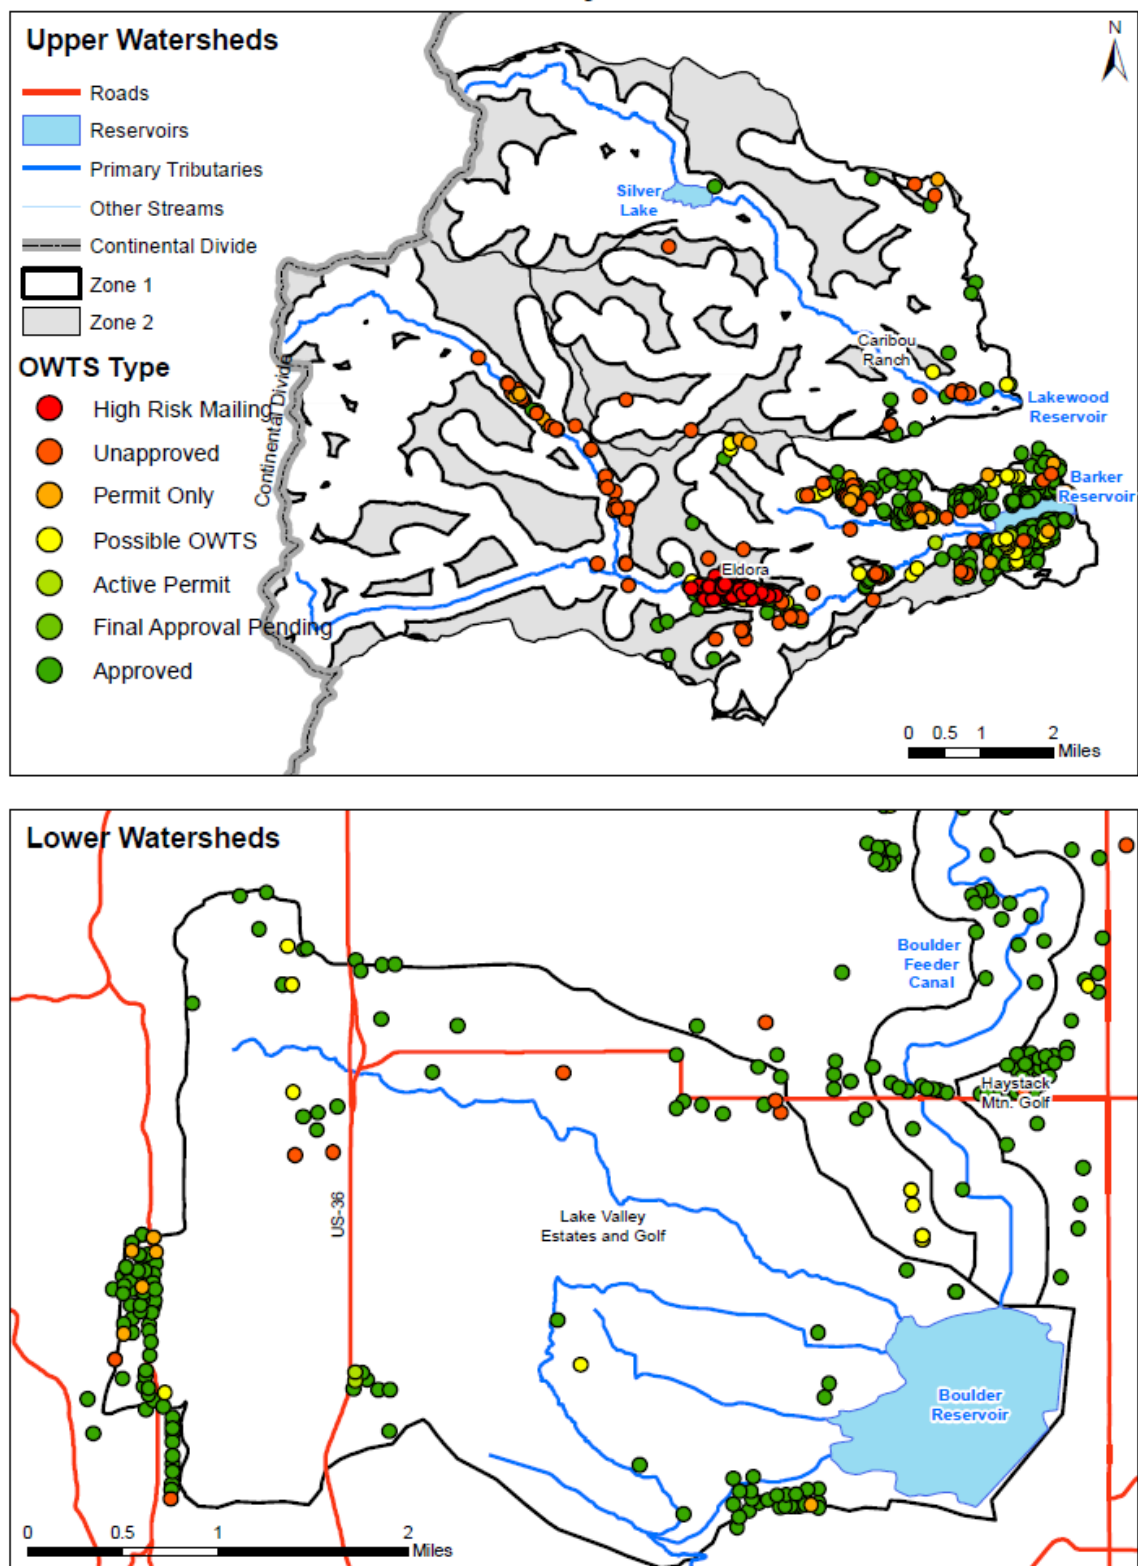 Upper Watersheds
Roads
Reservoirs
Primary Tributaries
Other Streams
Continental Divide
Zone 1
Zone 2
OWTS Type
High Risk Mailing
Unapproved
Permit Only
Possible OWTS
Active Permit
Final Approval Pending
Approved
Continental Divide
N
Silver
Lake
Caribou
Ranch
Lakewood
Reservoir
Barker
Reservoir
Eldora
0 0.5 1 2
Miles
Lower Watersheds
Boulder
Feeder
Canal
Haystack
Mtn. Golf
US-36
Lake Valley
Estates and Golf
Boulder
Reservoir
0 0.5 1 2
Miles